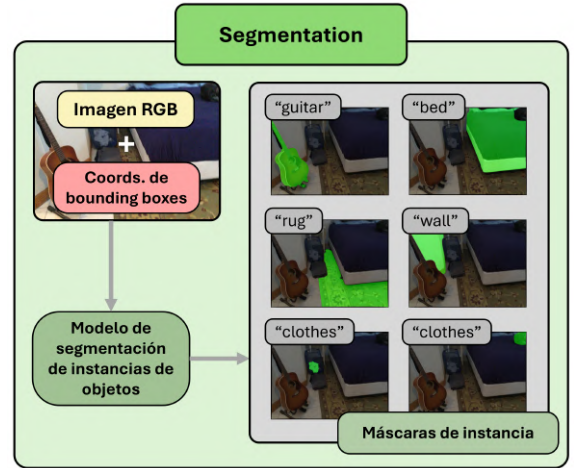 Segmentation
Imagen RGB
+
Coords. de
bounding boxes
Modelo de
segmentación
de instancias de
objetos
“guitar”
“bed”
“rug”
“wall”
“clothes”
“clothes”
Máscaras de instancia